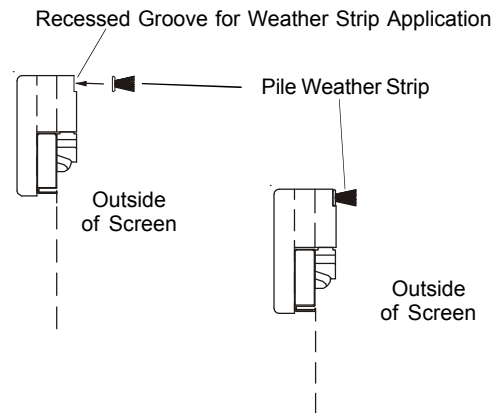 Recessed Groove for Weather Strip Application
Pile Weather Strip
Outside
of Screen
Outside
of Screen